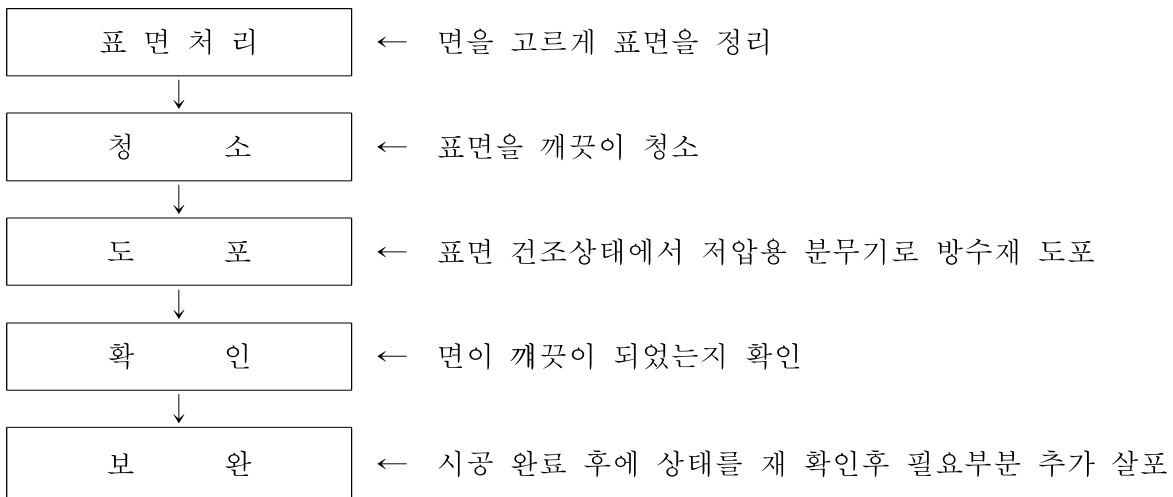 표 면 처 리 ← 면을 고르게 표면을 정리
↓
청 소 ← 표면을 깨끗이 청소
↓
도 포 ← 표면 건조상태에서 저압용 분무기로 방수재 도포
↓
확 인 ← 면이 깨끗이 되었는지 확인
↓
보 완 ← 시공 완료 후에 상태를 재 확인후 필요부분 추가 살포